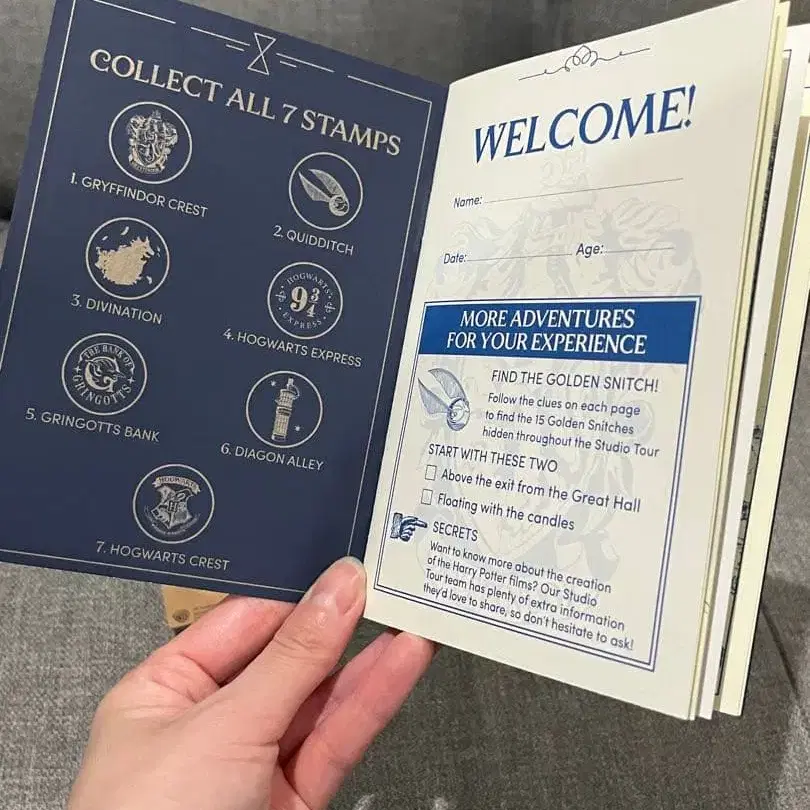 COLLECT ALL 7 STAMPS
GRYFFINDOR
1. GRYFFINDOR CREST
2. QUIDDITCH
3. DIVINATION
HOGWARTS
9 3/4
EXPRESS
4. HOGWARTS EXPRESS
THE BANK OF
GRINGOTTS
5. GRINGOTTS BANK
6. DIAGON ALLEY
HOGWARTS
H
7. HOGWARTS CREST
WELCOME!
Name:
Date: Age:
MORE ADVENTURES
FOR YOUR EXPERIENCE
FIND THE GOLDEN SNITCH!
Follow the clues on each page
to find the 15 Golden Snitches
hidden throughout the Studio Tour
START WITH THESE TWO
Above the exit from the Great Hall
Floating with the candles
SECRETS
Want to know more about the creation
of the Harry Potter films? Our Studio
Tour team has plenty of extra information
they'd love to share, so don't hesitate to ask!